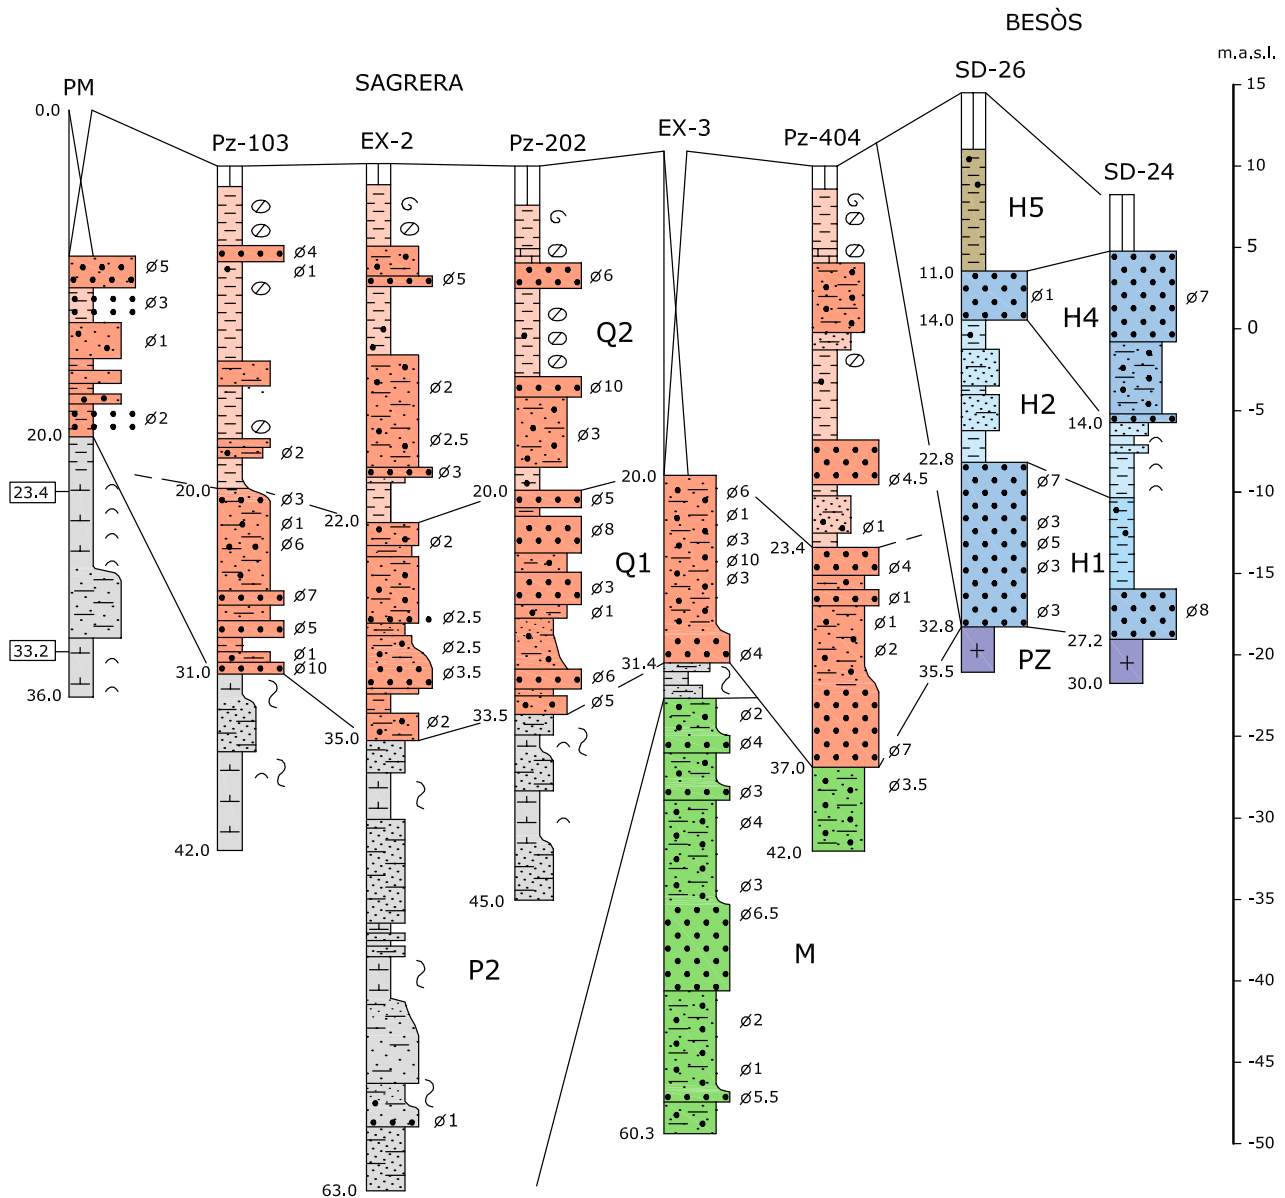 BESÒS
SAGRERA
m.a.s.l.
PM
Pz-103
EX-2
Pz-202
EX-3
Pz-404
SD-26
SD-24
0.0
ø5
ø3
ø1
ø2
20.0
23.4
33.2
36.0
ø4
ø1
ø2
20.0
ø3
ø1
ø6
ø7
ø5
ø1
ø10
31.0
42.0
ø5
ø2
ø2.5
ø3
22.0
ø2
ø2.5
ø2.5
ø3.5
ø2
35.0
ø1
63.0
P2
ø6
Q2
ø10
ø3
20.0
ø5
ø8
Q1
ø3
ø1
ø6
ø5
33.5
45.0
20.0
ø6
ø1
ø3
ø10
ø3
ø4
31.4
ø2
ø4
ø3
ø4
ø3
ø6.5
M
ø2
ø1
ø5.5
60.3
ø4.5
ø1
23.4
ø4
ø1
ø1
ø2
ø7
37.0
ø3.5
42.0
H5
11.0
ø1
14.0
H4
H2
22.8
ø7
ø3
ø5
ø3
H1
ø3
32.8
PZ
35.5
ø7
14.0
ø8
27.2
30.0
15
10
5
0
-5
-10
-15
-20
-25
-30
-35
-40
-45
-50